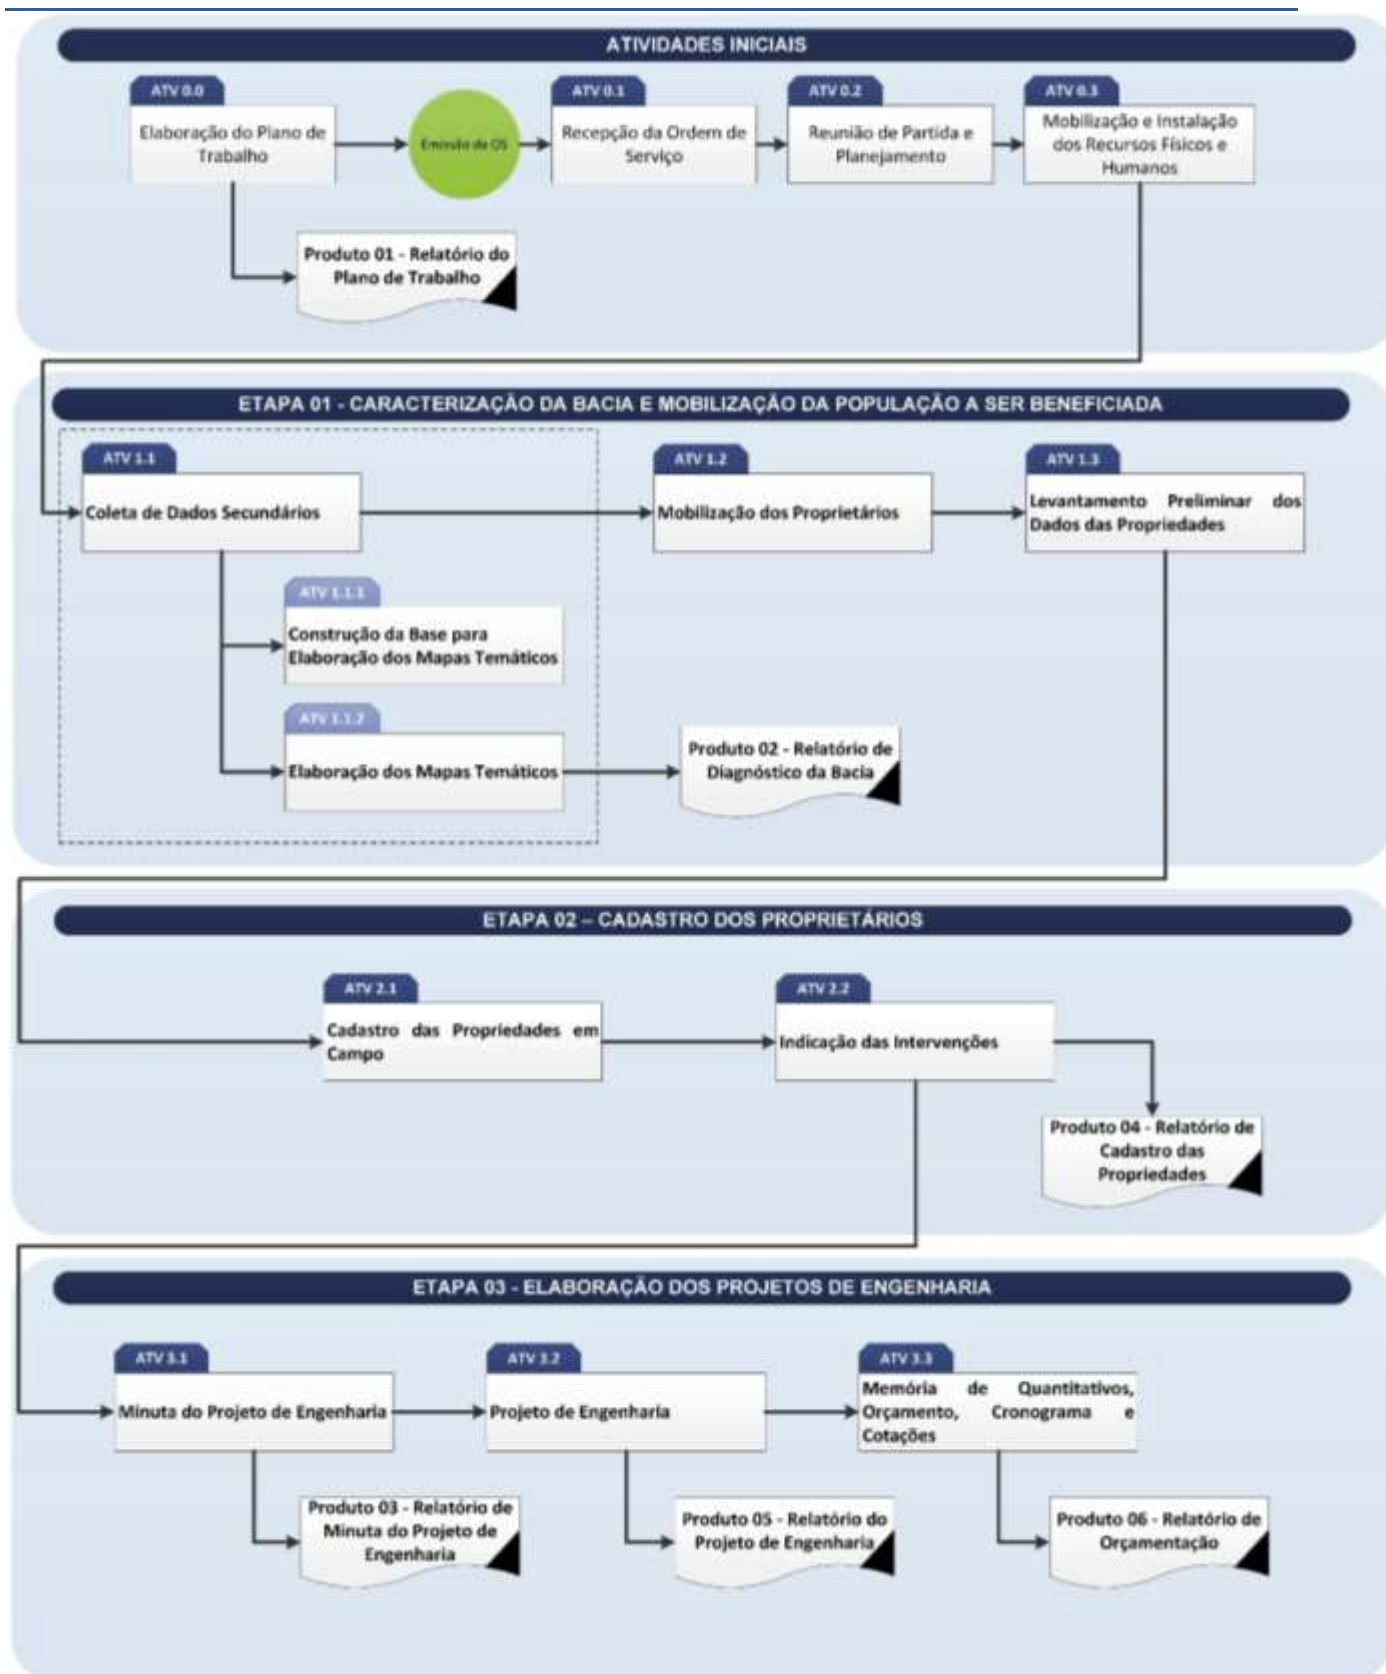 ATIVIDADES INICIAIS
ATV 0.0
Elaboração do Plano de
Trabalho
Emissão da OS
ATV 0.1
Recepção da Ordem de
Serviço
ATV 0.2
Reunião de Partida e
Planejamento
ATV 0.3
Mobilização e Instalação
dos Recursos Físicos e
Humanos
Produto 01 - Relatório do
Plano de Trabalho
ETAPA 01 - CARACTERIZAÇÃO DA BACIA E MOBILIZAÇÃO DA POPULAÇÃO A SER BENEFICIADA
ATV 1.1
Coleta de Dados Secundários
ATV 1.2
Mobilização dos Proprietários
ATV 1.3
Levantamento Preliminar dos
Dados das Propriedades
ATV 1.1.1
Construção da Base para
Elaboração dos Mapas Temáticos
ATV 1.1.2
Elaboração dos Mapas Temáticos
Produto 02 - Relatório de
Diagnóstico da Bacia
ETAPA 02 – CADASTRO DOS PROPRIETÁRIOS
ATV 2.1
Cadastro das Propriedades em
Campo
ATV 2.2
Indicação das Intervenções
Produto 04 - Relatório de
Cadastro das
Propriedades
ETAPA 03 - ELABORAÇÃO DOS PROJETOS DE ENGENHARIA
ATV 3.1
Minuta do Projeto de Engenharia
ATV 3.2
Projeto de Engenharia
ATV 3.3
Memória de Quantitativos,
Orçamento, Cronograma e
Cotações
Produto 03 - Relatório de
Minuta do Projeto de
Engenharia
Produto 05 - Relatório do
Projeto de Engenharia
Produto 06 - Relatório de
Orçamentação